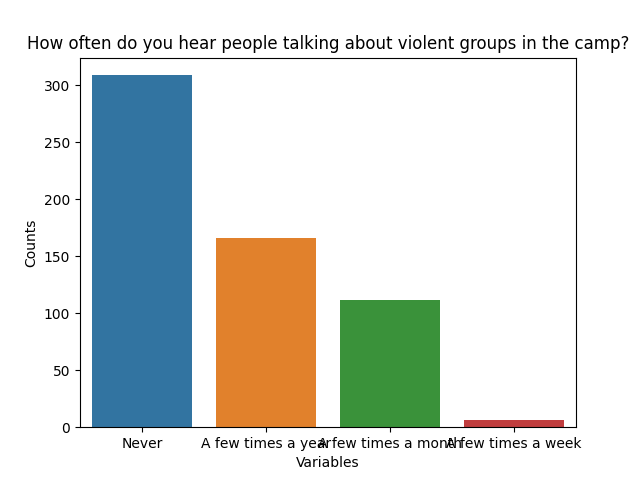 How often do you hear people talking about violent groups in the camp?
300
250
200
150
100
50
0
Counts
Never A few times a year A few times a month A few times a week
Variables